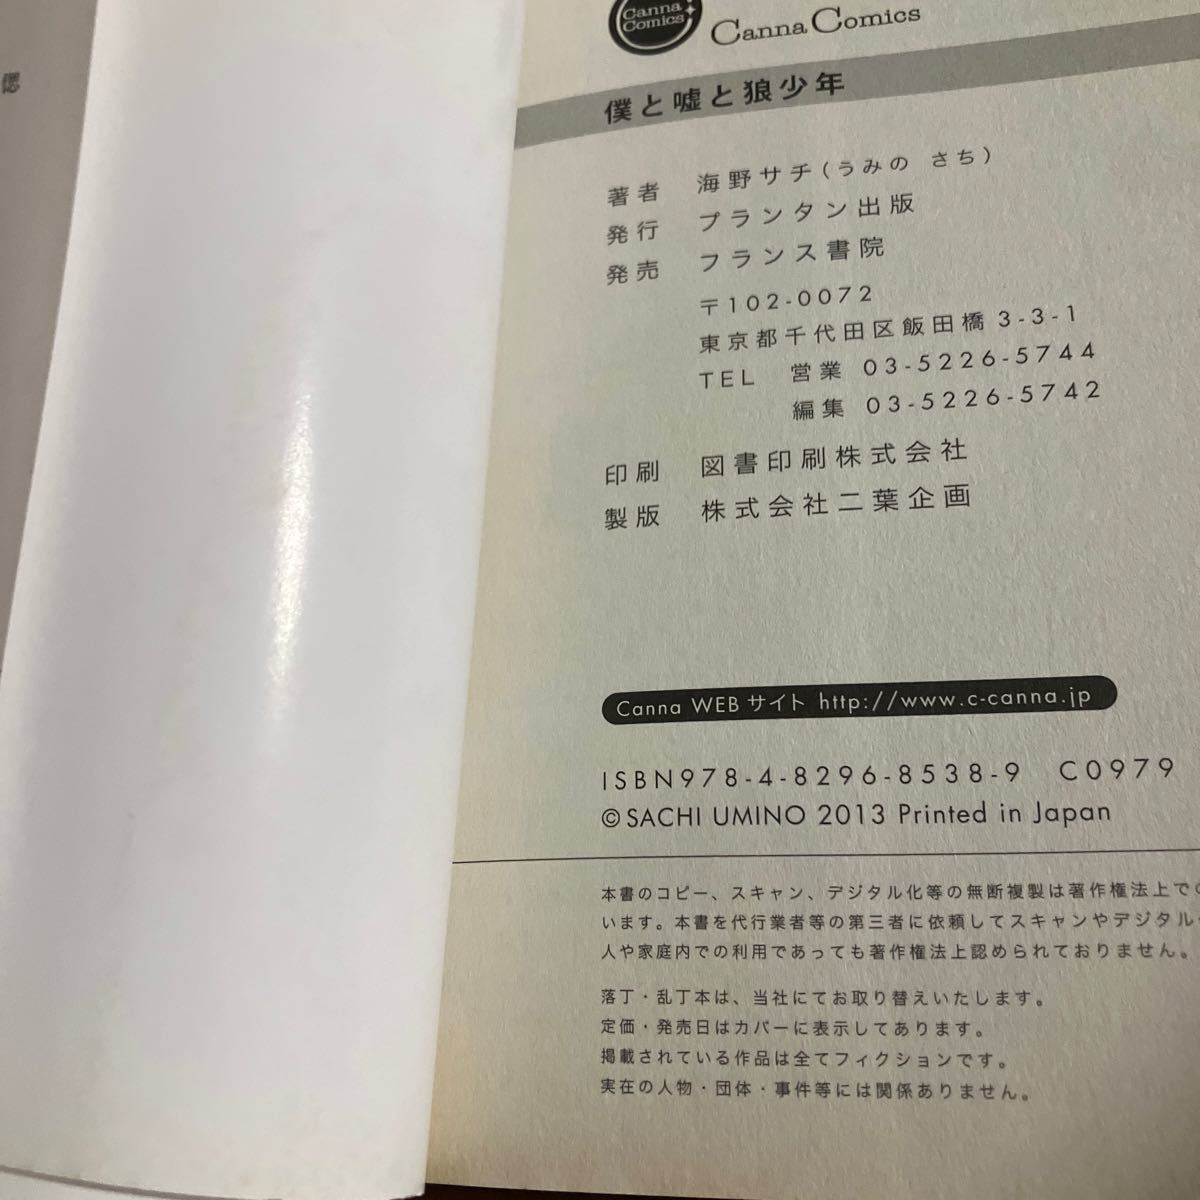 偲
Canna Comics
Canna Comics
僕と嘘と狼少年
著者 海野サチ(うみの さち)
発行 プランタン出版
発売 フランス書院
〒102-0072
東京都千代田区飯田橋 3-3-1
TEL 営業 03-5226-5744
編集 03-5226-5742
印刷 図書印刷株式会社
製版 株式会社二葉企画
Canna WEBサイト http://www.c-canna.jp
ISBN978-4-8296-8538-9 C0979
©SACHI UMINO 2013 Printed in Japan
本書のコピー、スキャン、デジタル化等の無断複製は著作権法上で
います。本書を代行業者等の第三者に依頼してスキャンやデジタル
人や家庭内での利用であっても著作権法上認められておりません。
落丁・乱丁本は、当社にてお取り替えいたします。
定価・発売日はカバーに表示してあります。
掲載されている作品は全てフィクションです。
実在の人物・団体・事件等には関係ありません。